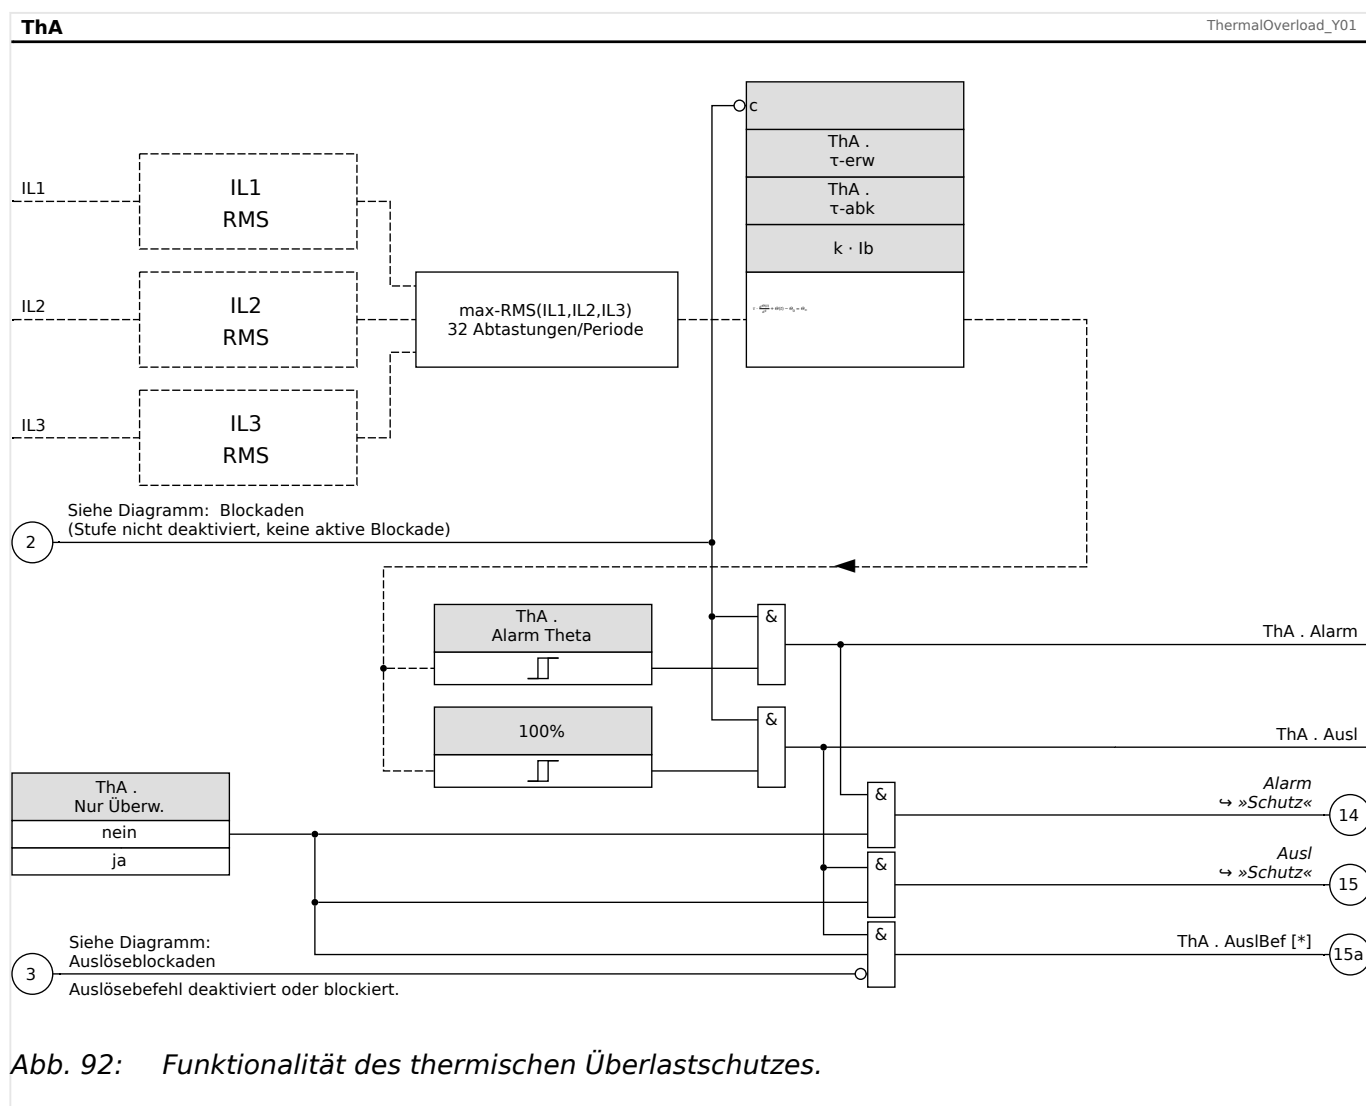 ThA
ThermalOverload_Y01
c
ThA .
τ-erw
ThA .
τ-abk
k · Ib
IL1
IL1
RMS
IL2
IL2
RMS
IL3
IL3
RMS
max-RMS(IL1,IL2,IL3)
32 Abtastungen/Periode
Siehe Diagramm:  Blockaden
(Stufe nicht deaktiviert, keine aktive Blockade)
2
ThA .
Alarm Theta
&
ThA . Alarm
100%
&
ThA . Ausl
ThA .
Nur Überw.
nein
ja
&
Alarm
↪ »Schutz«
14
&
Ausl
↪ »Schutz«
15
&
ThA . AuslBef [*]
15a
Siehe Diagramm:
Auslöseblockaden
3
Auslösebefehl deaktiviert oder blockiert.
Abb. 92: Funktionalität des thermischen Überlastschutzes.